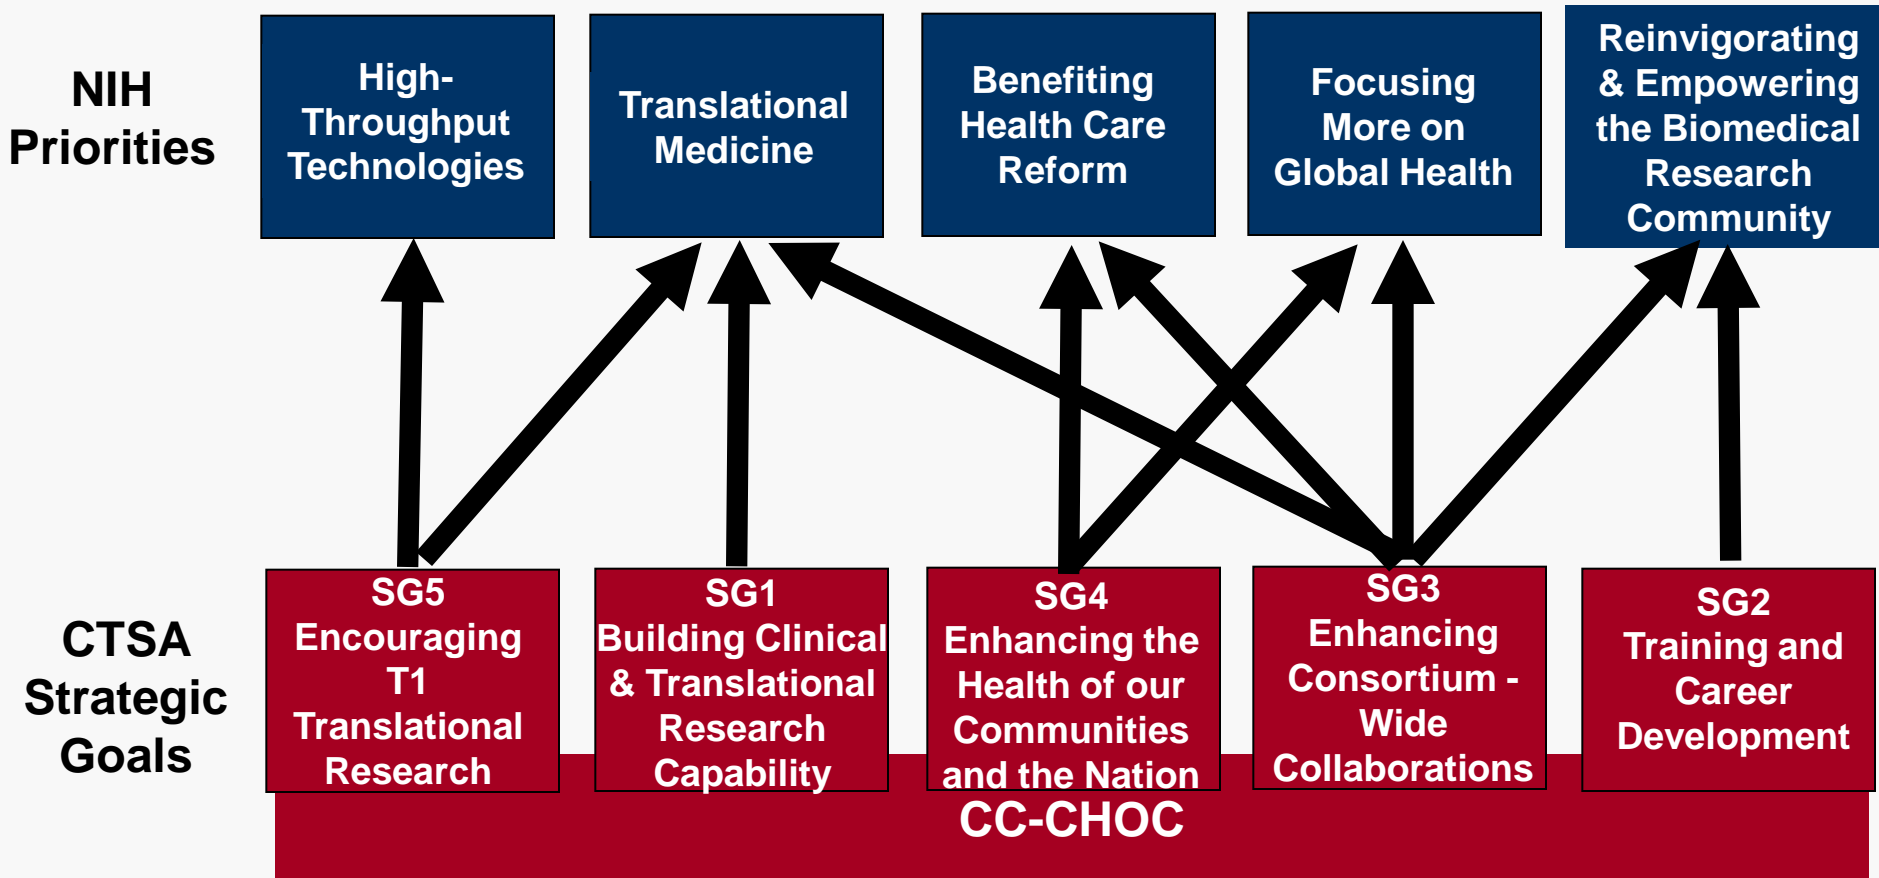 NIH
Priorities
High-
Throughput
Technologies
Translational
Medicine
Benefiting
Health Care
Reform
Focusing
More on
Global Health
Reinvigorating
& Empowering
the Biomedical
Research
Community
CTSA
Strategic
Goals
SG5
Encouraging
T1
Translational
Research
SG1
Building Clinical
& Translational
Research
Capability
SG4
Enhancing the
Health of our
Communities
and the Nation
SG3
Enhancing
Consortium -
Wide
Collaborations
SG2
Training and
Career
Development
CC-CHOC